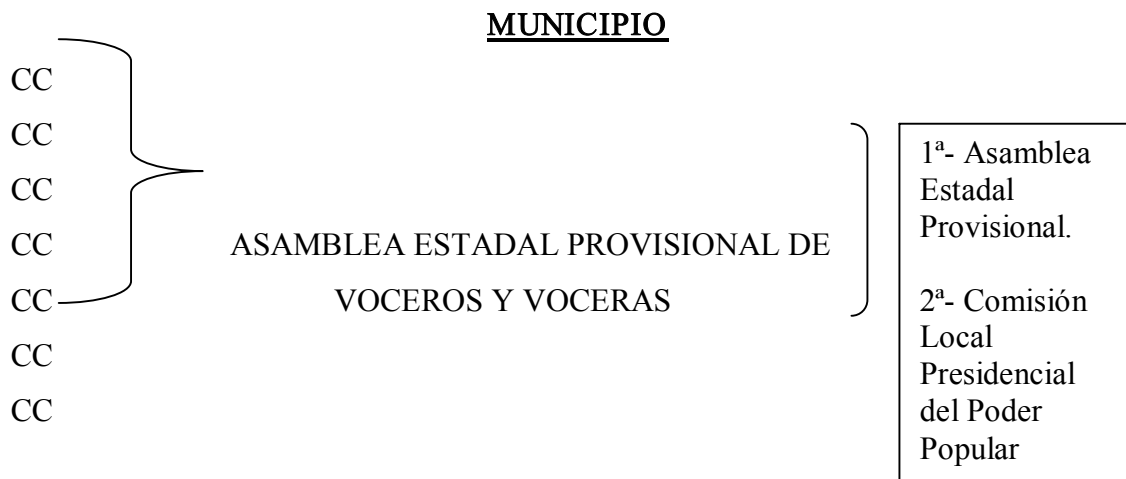 MUNICIPIO
CC
CC
CC
CC
CC
CC
CC
ASAMBLEA ESTADAL PROVISIONAL DE
VOCEROS Y VOCERAS
1ª- Asamblea
Estadal
Provisional.
2ª- Comisión
Local
Presidencial
del Poder
Popular